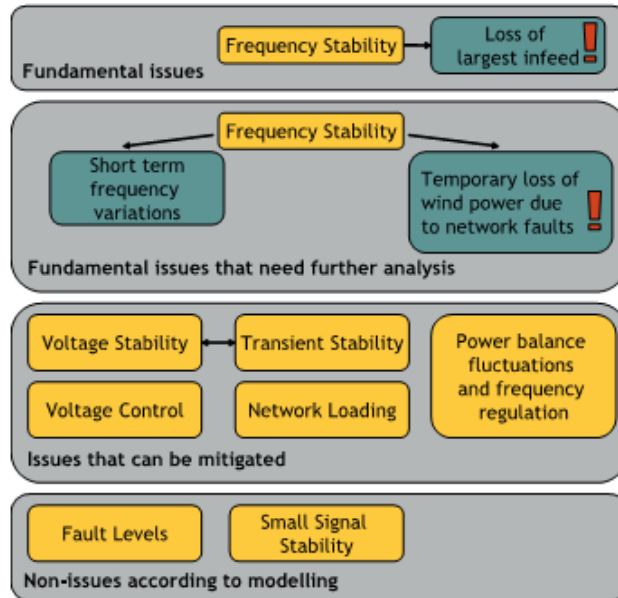 Frequency Stability
Loss of
largest infeed
Fundamental issues
Frequency Stability
Short term
frequency
variations
Temporary loss of
wind power due
to network faults
Fundamental issues that need further analysis
Voltage Stability
Transient Stability
Power balance
fluctuations
and frequency
regulation
Voltage Control
Network Loading
Issues that can be mitigated
Fault Levels
Small Signal
Stability
Non-issues according to modelling